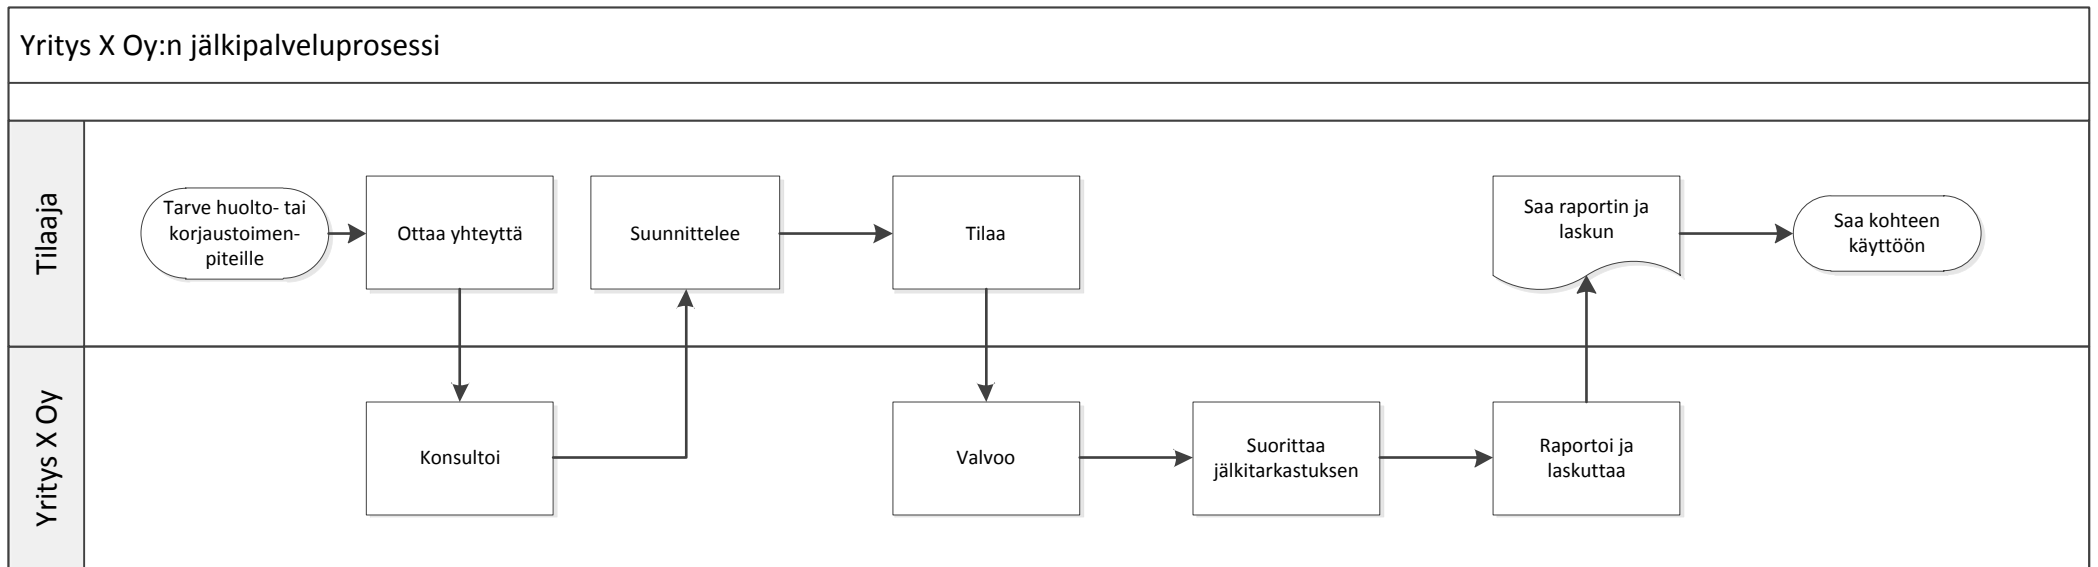 Yritys X Oy:n jälkipalveluprosessi
Tilaaja
Tarve huolto- tai
korjaustoimen-
piteille
Ottaa yhteyttä
Suunnittelee
Tilaa
Saa raportin ja
laskun
Saa kohteen
käyttöön
Yritys X Oy
Konsultoi
Valvoo
Suorittaa
jälkitarkastuksen
Raportoi ja
laskuttaa